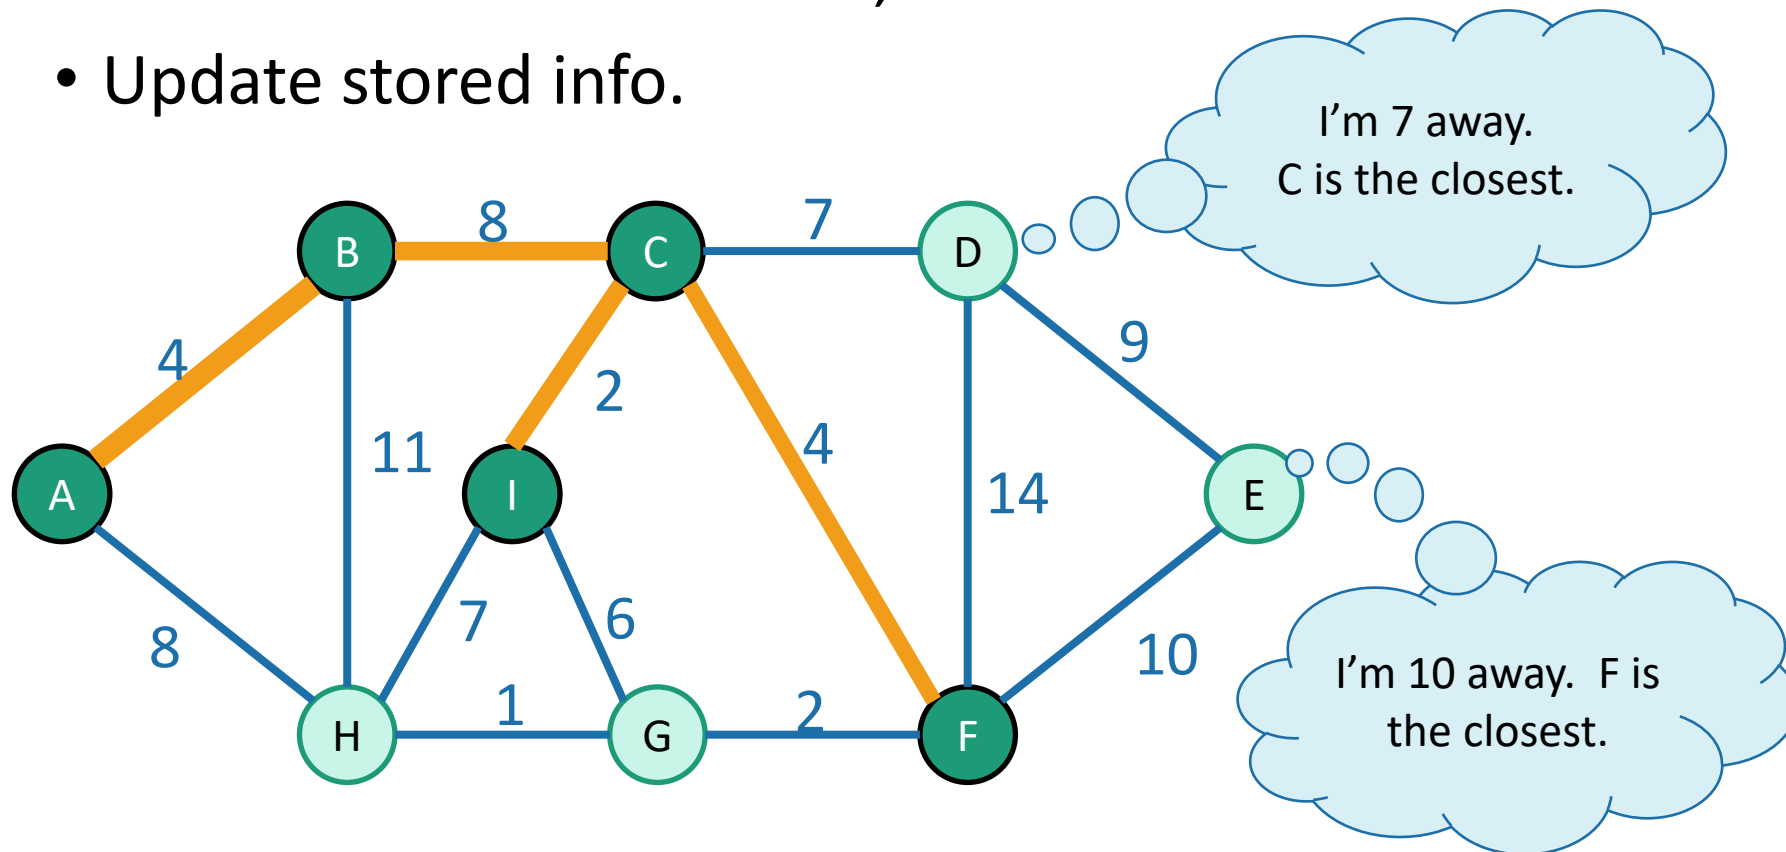 • Update stored info.
I'm 7 away.
C is the closest.
B
8
C
7
D
4
2
9
11
4
A
I
14
E
8
7
6
10
I'm 10 away.  F is
the closest.
H
1
G
2
F